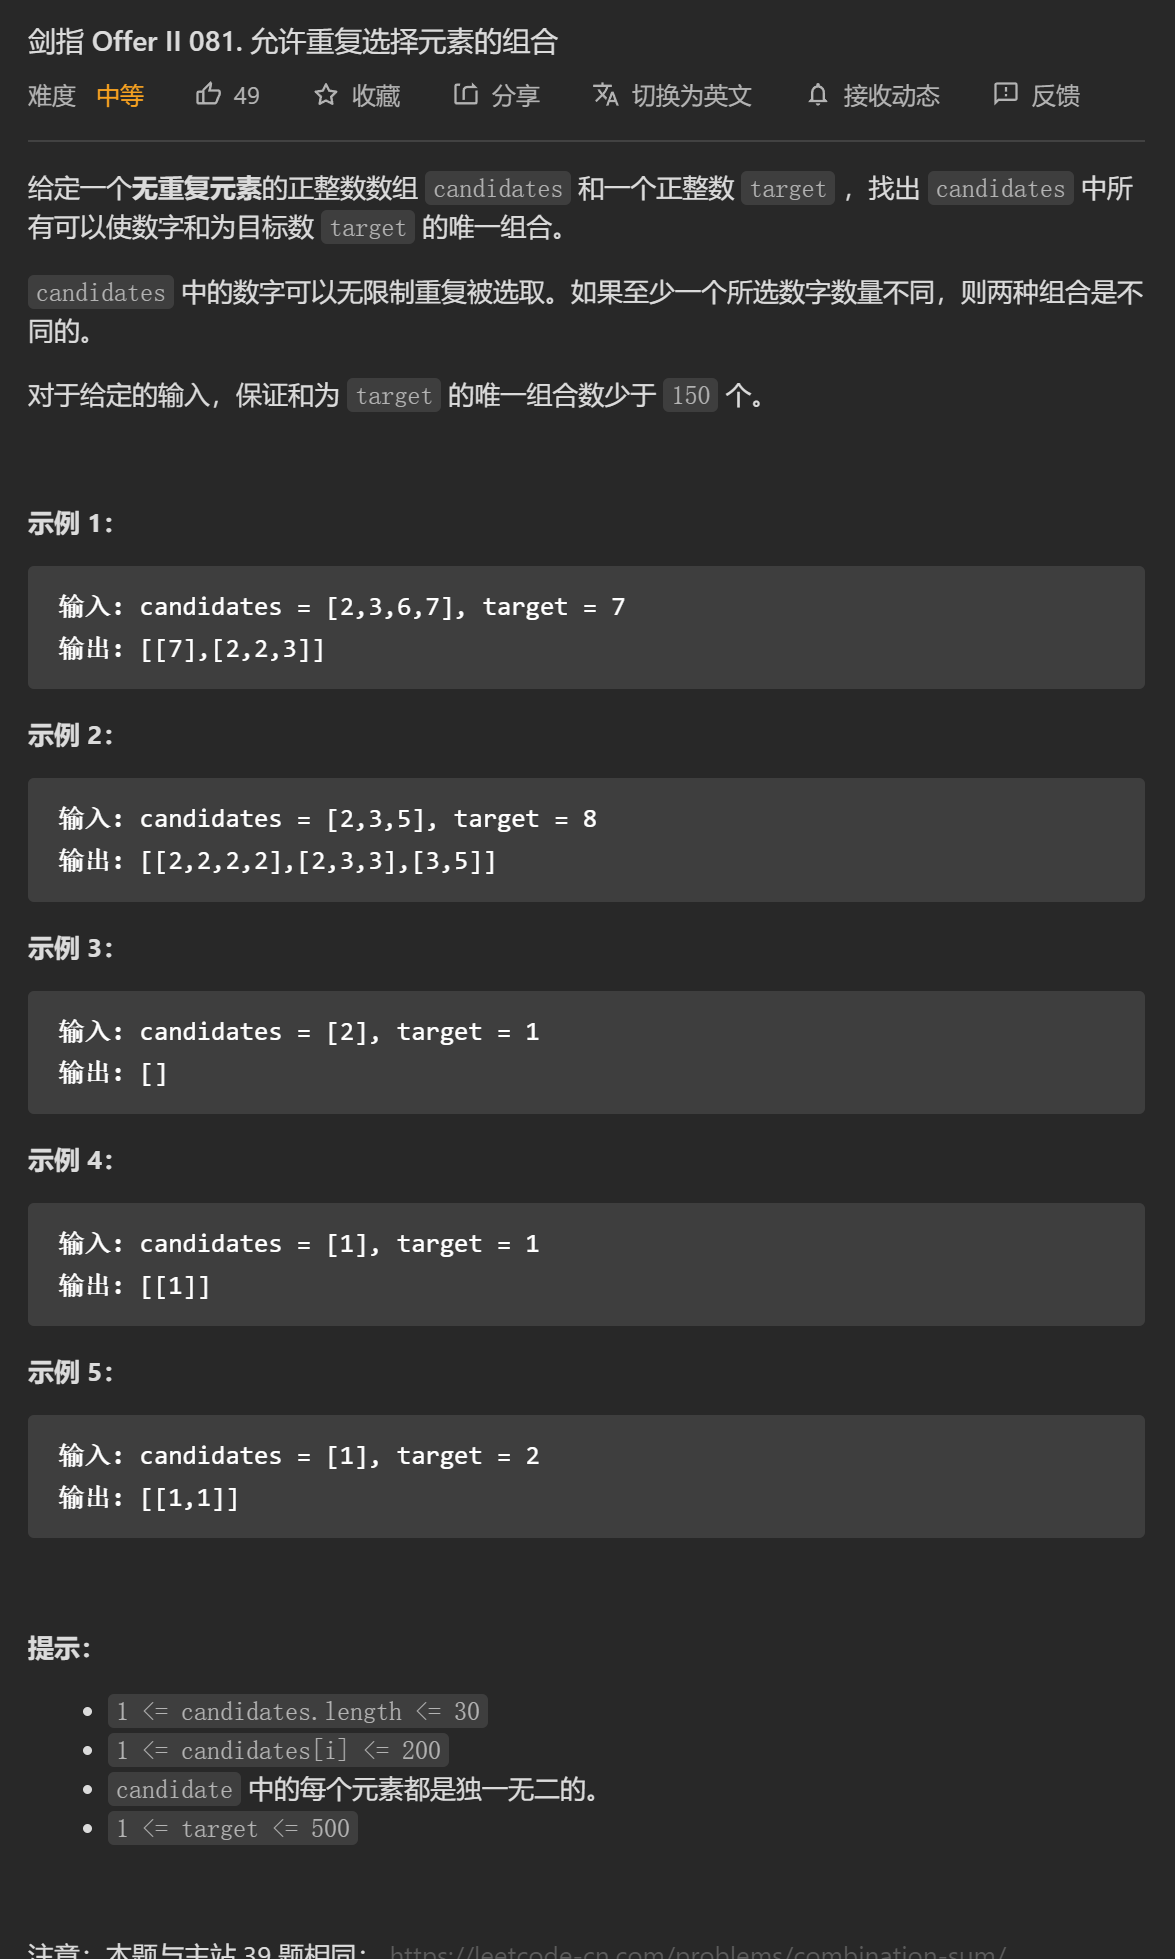 剑指 Offer II 081. 允许重复选择元素的组合
难度 中等 49 收藏 分享 切换为英文 接收动态 反馈
给定一个无重复元素的正整数数组 candidates 和一个正整数 target ，找出 candidates 中所
有可以使数字和为目标数 target 的唯一组合。
candidates 中的数字可以无限制重复被选取。如果至少一个所选数字数量不同，则两种组合是不
同的。
对于给定的输入，保证和为 target 的唯一组合数少于 150 个。
示例 1：
输入: candidates = [2,3,6,7], target = 7
输出: [[7],[2,2,3]]
示例 2：
输入: candidates = [2,3,5], target = 8
输出: [[2,2,2,2],[2,3,3],[3,5]]
示例 3：
输入: candidates = [2], target = 1
输出: []
示例 4：
输入: candidates = [1], target = 1
输出: [[1]]
示例 5：
输入: candidates = [1], target = 2
输出: [[1,1]]
提示：
1 <= candidates.length <= 30
1 <= candidates[i] <= 200
candidate 中的每个元素都是独一无二的。
1 <= target <= 500
注意：本题与主站 39 题相同： https://leetcode-cn.com/problems/combination-sum/